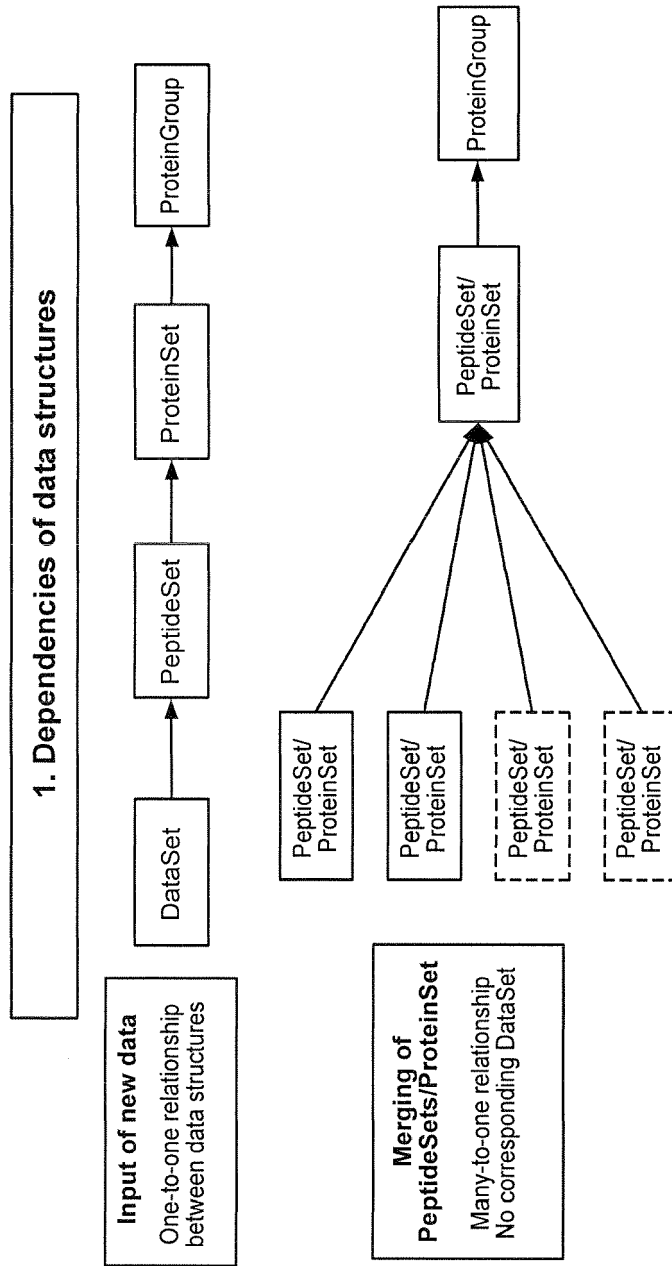 1. Dependencies of data structures
Input of new data
One-to-one relationship
between data structures
DataSet
PeptideSet
ProteinSet
ProteinGroup
Merging of
PeptideSets/ProteinSet
Many-to-one relationship
No corresponding DataSet
PeptideSet/
ProteinSet
PeptideSet/
ProteinSet
PeptideSet/
ProteinSet
PeptideSet/
ProteinSet
PeptideSet/
ProteinSet
ProteinGroup